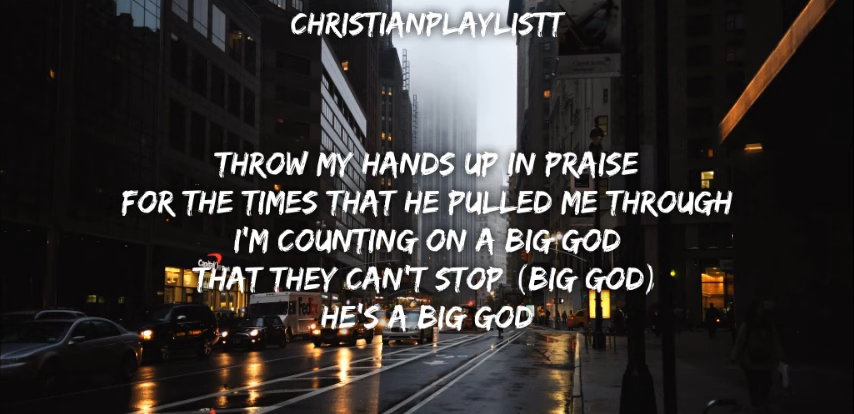 CHRISTIANPLAYLISTT
THROW MY HANDS UP IN PRAISE
FOR THE TIMES THAT HE PULLED ME THROUGH
I'M COUNTING ON A BIG GOD
THAT THEY CAN'T STOP (BIG GOD)
HE'S A BIG GOD